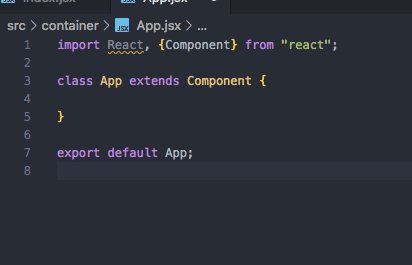 index.jsx App.jsx
src > container > App.jsx > ...
1 import React, {Component} from "react";
2
3 class App extends Component {
4
5 }
6
7 export default App;
8